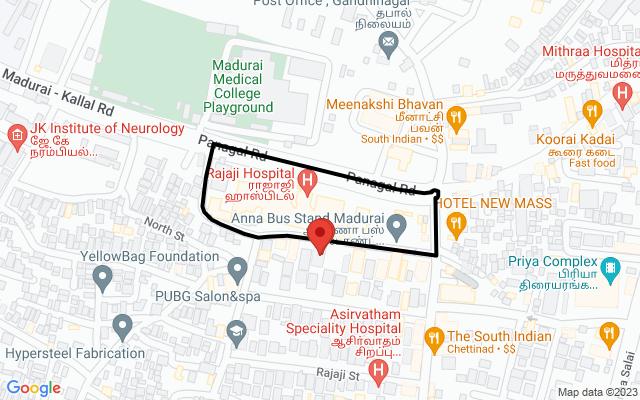 Post Office , Gandhinagar
தபால்
நிலையம்
Madurai
Medical
College
Playground
Mithraa Hospital
மருத்துவமனை
Madurai - Kallal Rd
Meenakshi Bhavan
மீனாட்சி
பவன்
South Indian • $$
JK Institute of Neurology
ஜே கே
நரம்பியல்...
Koorai Kadai
கூரை கடை
Fast food
Panagal Rd
Panagal Rd
Rajaji Hospital
ராஜாஜி
ஹாஸ்பிடல்
HOTEL NEW MASS
Anna Bus Stand Madurai
North St
YellowBag Foundation
Priya Complex
பிரியா
திரையரங்க...
PUBG Salon&spa
Asirvatham
Speciality Hospital
ஆசிர்வாதம்
சிறப்பு...
The South Indian
Chettinad • $$
Hypersteel Fabrication
Rajaji St
Salai
Google
Map data ©2023